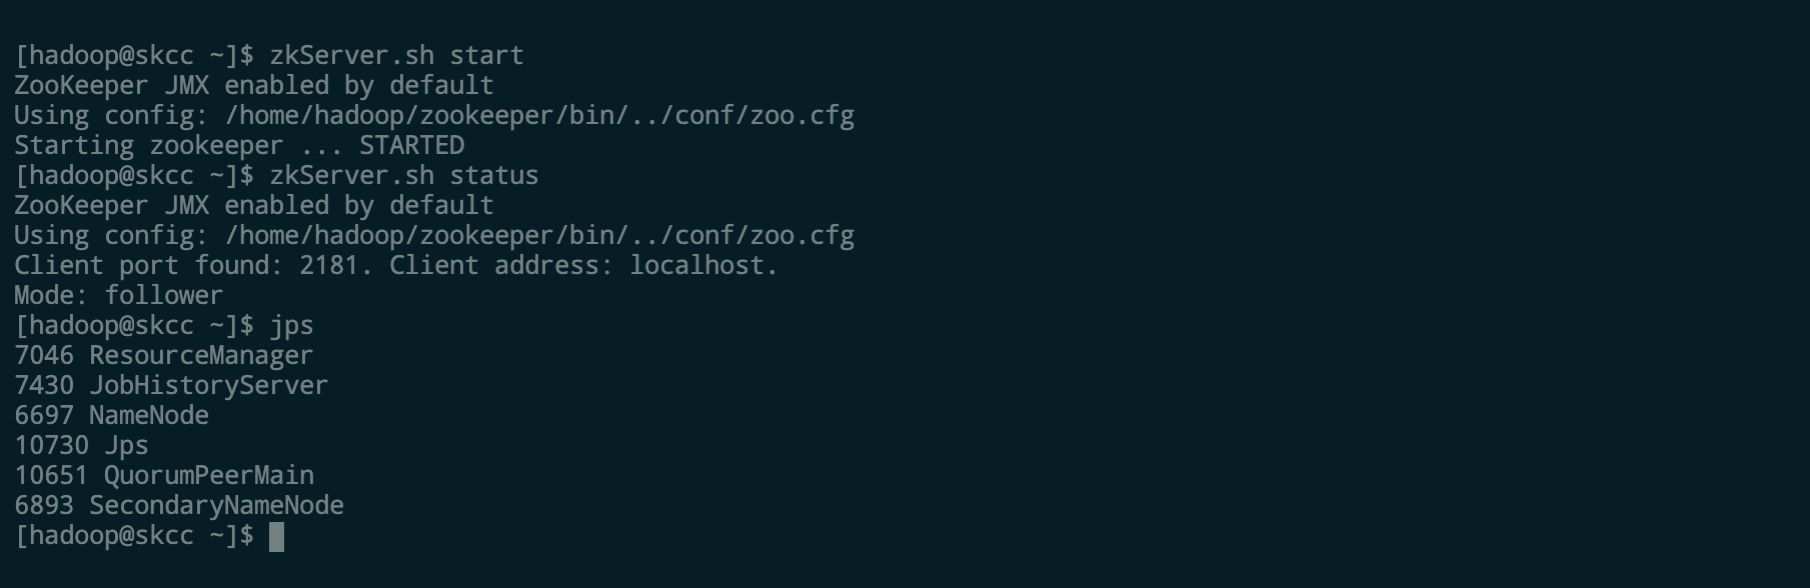 [hadoop@skcc ~]$ zkServer.sh start
ZooKeeper JMX enabled by default
Using config: /home/hadoop/zookeeper/bin/../conf/zoo.cfg
Starting zookeeper ... STARTED
[hadoop@skcc ~]$ zkServer.sh status
ZooKeeper JMX enabled by default
Using config: /home/hadoop/zookeeper/bin/../conf/zoo.cfg
Client port found: 2181. Client address: localhost.
Mode: follower
[hadoop@skcc ~]$ jps
7046 ResourceManager
7430 JobHistoryServer
6697 NameNode
10730 Jps
10651 QuorumPeerMain
6893 SecondaryNameNode
[hadoop@skcc ~]$